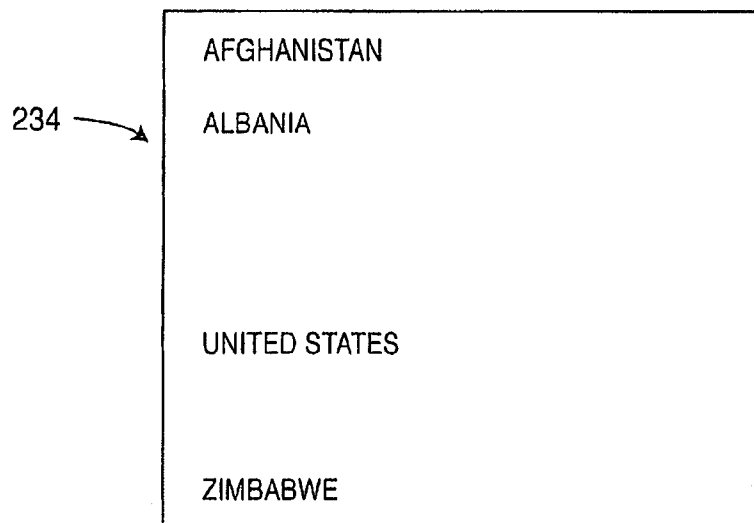 AFGHANISTAN
234
ALBANIA
UNITED STATES
ZIMBABWE